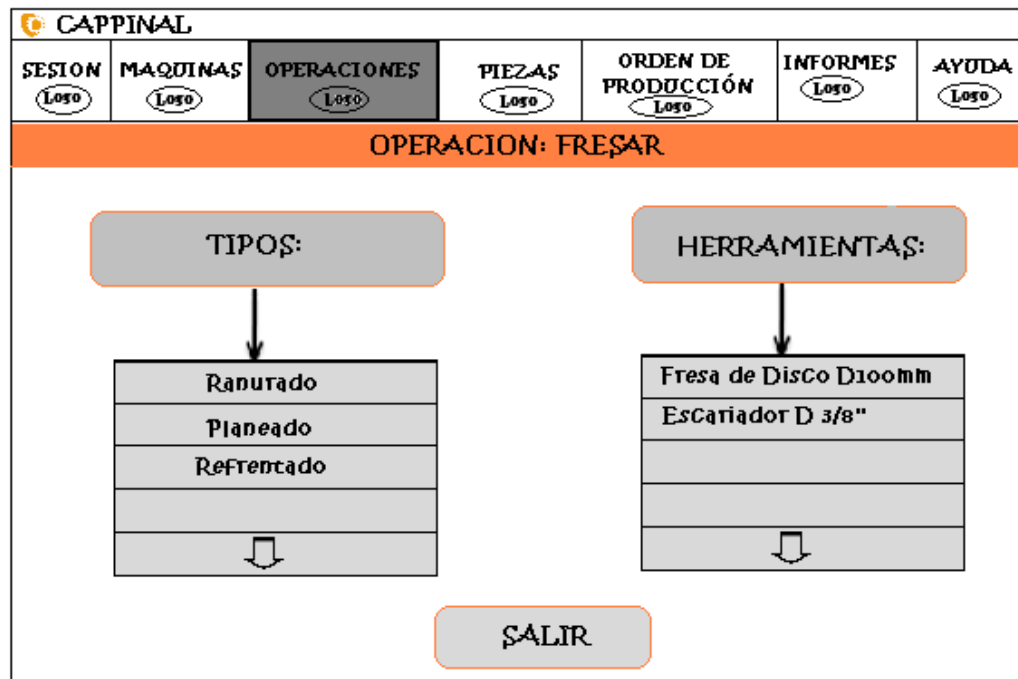 CAPPINAL
SESION
MAQUINAS
OPERACIONES
PIEZAS
ORDEN DE
PRODUCCIÓN
INFORMES
AYUDA
Logo
Logo
Logo
Logo
Logo
Logo
Logo
OPERACION: FRESAR
TIPOS:
HERRAMIENTAS:
Ranurado
Planeado
Refrentado
Fresa de Disco D100mm
Escariador D 3/8"
SALIR